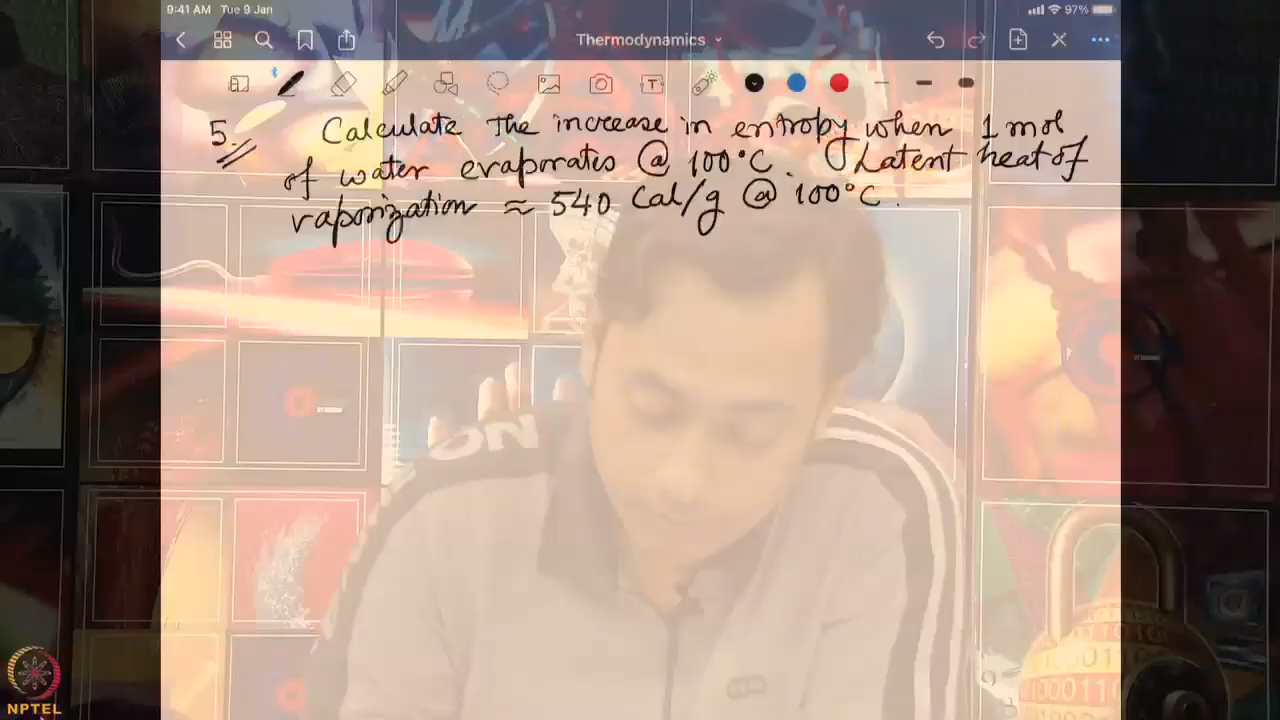 9:41 AM Tue 9 Jan
97%
Thermodynamics
T
5. Calculate the increase in entropy when 1 mol
of water evaporates @ 100°C. Latent heat of
vaporization ≈ 540 Cal/g @ 100°C.
ON
NPTEL